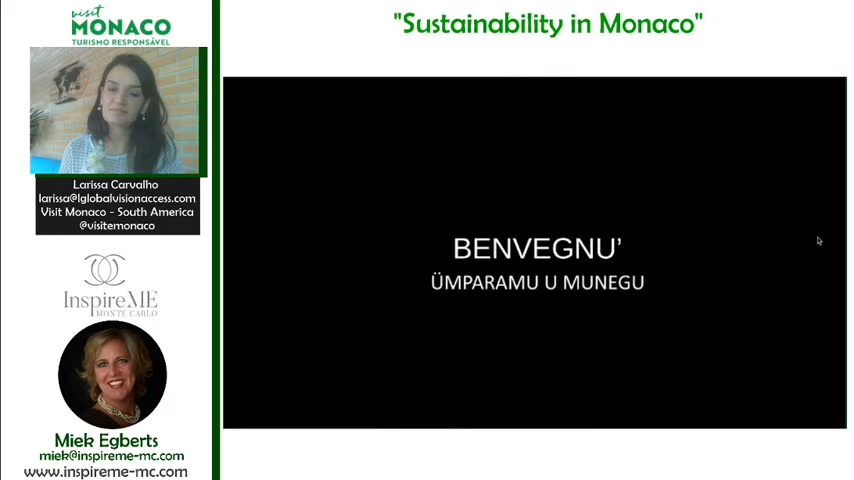 visit
MONACO
TURISMO RESPONSÁVEL
"Sustainability in Monaco"
Larissa Carvalho
larissa@lglobalvisionaccess.com
Visit Monaco - South America
@visitemonaco
InspireME
MONTE CARLO
Miek Egberts
miek@inspireme-mc.com
www.inspireme-mc.com
BENVEGNU’
ÜMPARAMU U MUNEGU